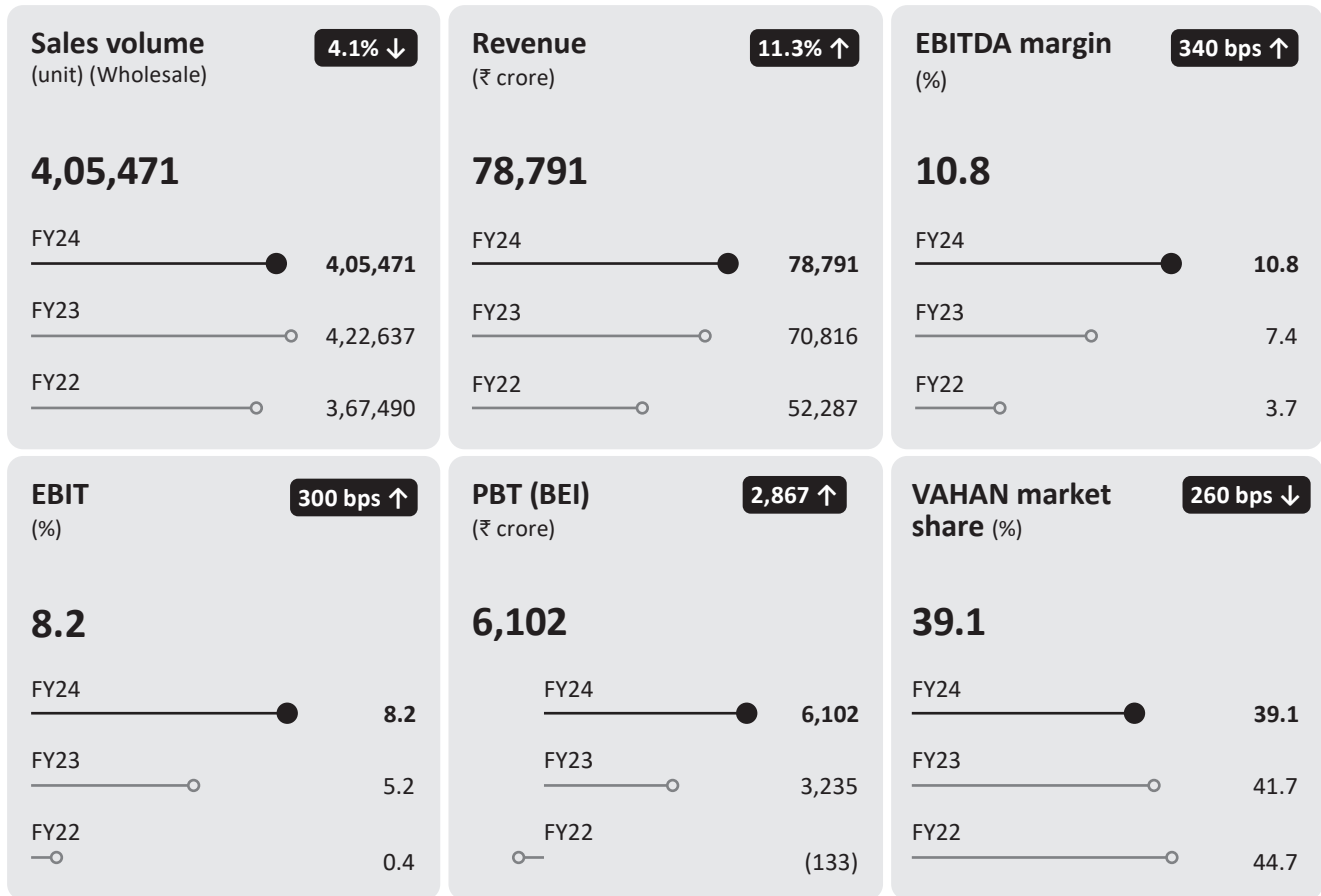 Sales volume
(unit) (Wholesale)
4.1% ↓
4,05,471
FY24
4,05,471
FY23
4,22,637
FY22
3,67,490
Revenue
(₹ crore)
11.3% ↑
78,791
FY24
78,791
FY23
70,816
FY22
52,287
EBITDA margin
(%)
340 bps ↑
10.8
FY24
10.8
FY23
7.4
FY22
3.7
EBIT
(%)
300 bps ↑
8.2
FY24
8.2
FY23
5.2
FY22
0.4
PBT (BEI)
(₹ crore)
2,867 ↑
6,102
FY24
6,102
FY23
3,235
FY22
(133)
VAHAN market
share (%)
260 bps ↓
39.1
FY24
39.1
FY23
41.7
FY22
44.7